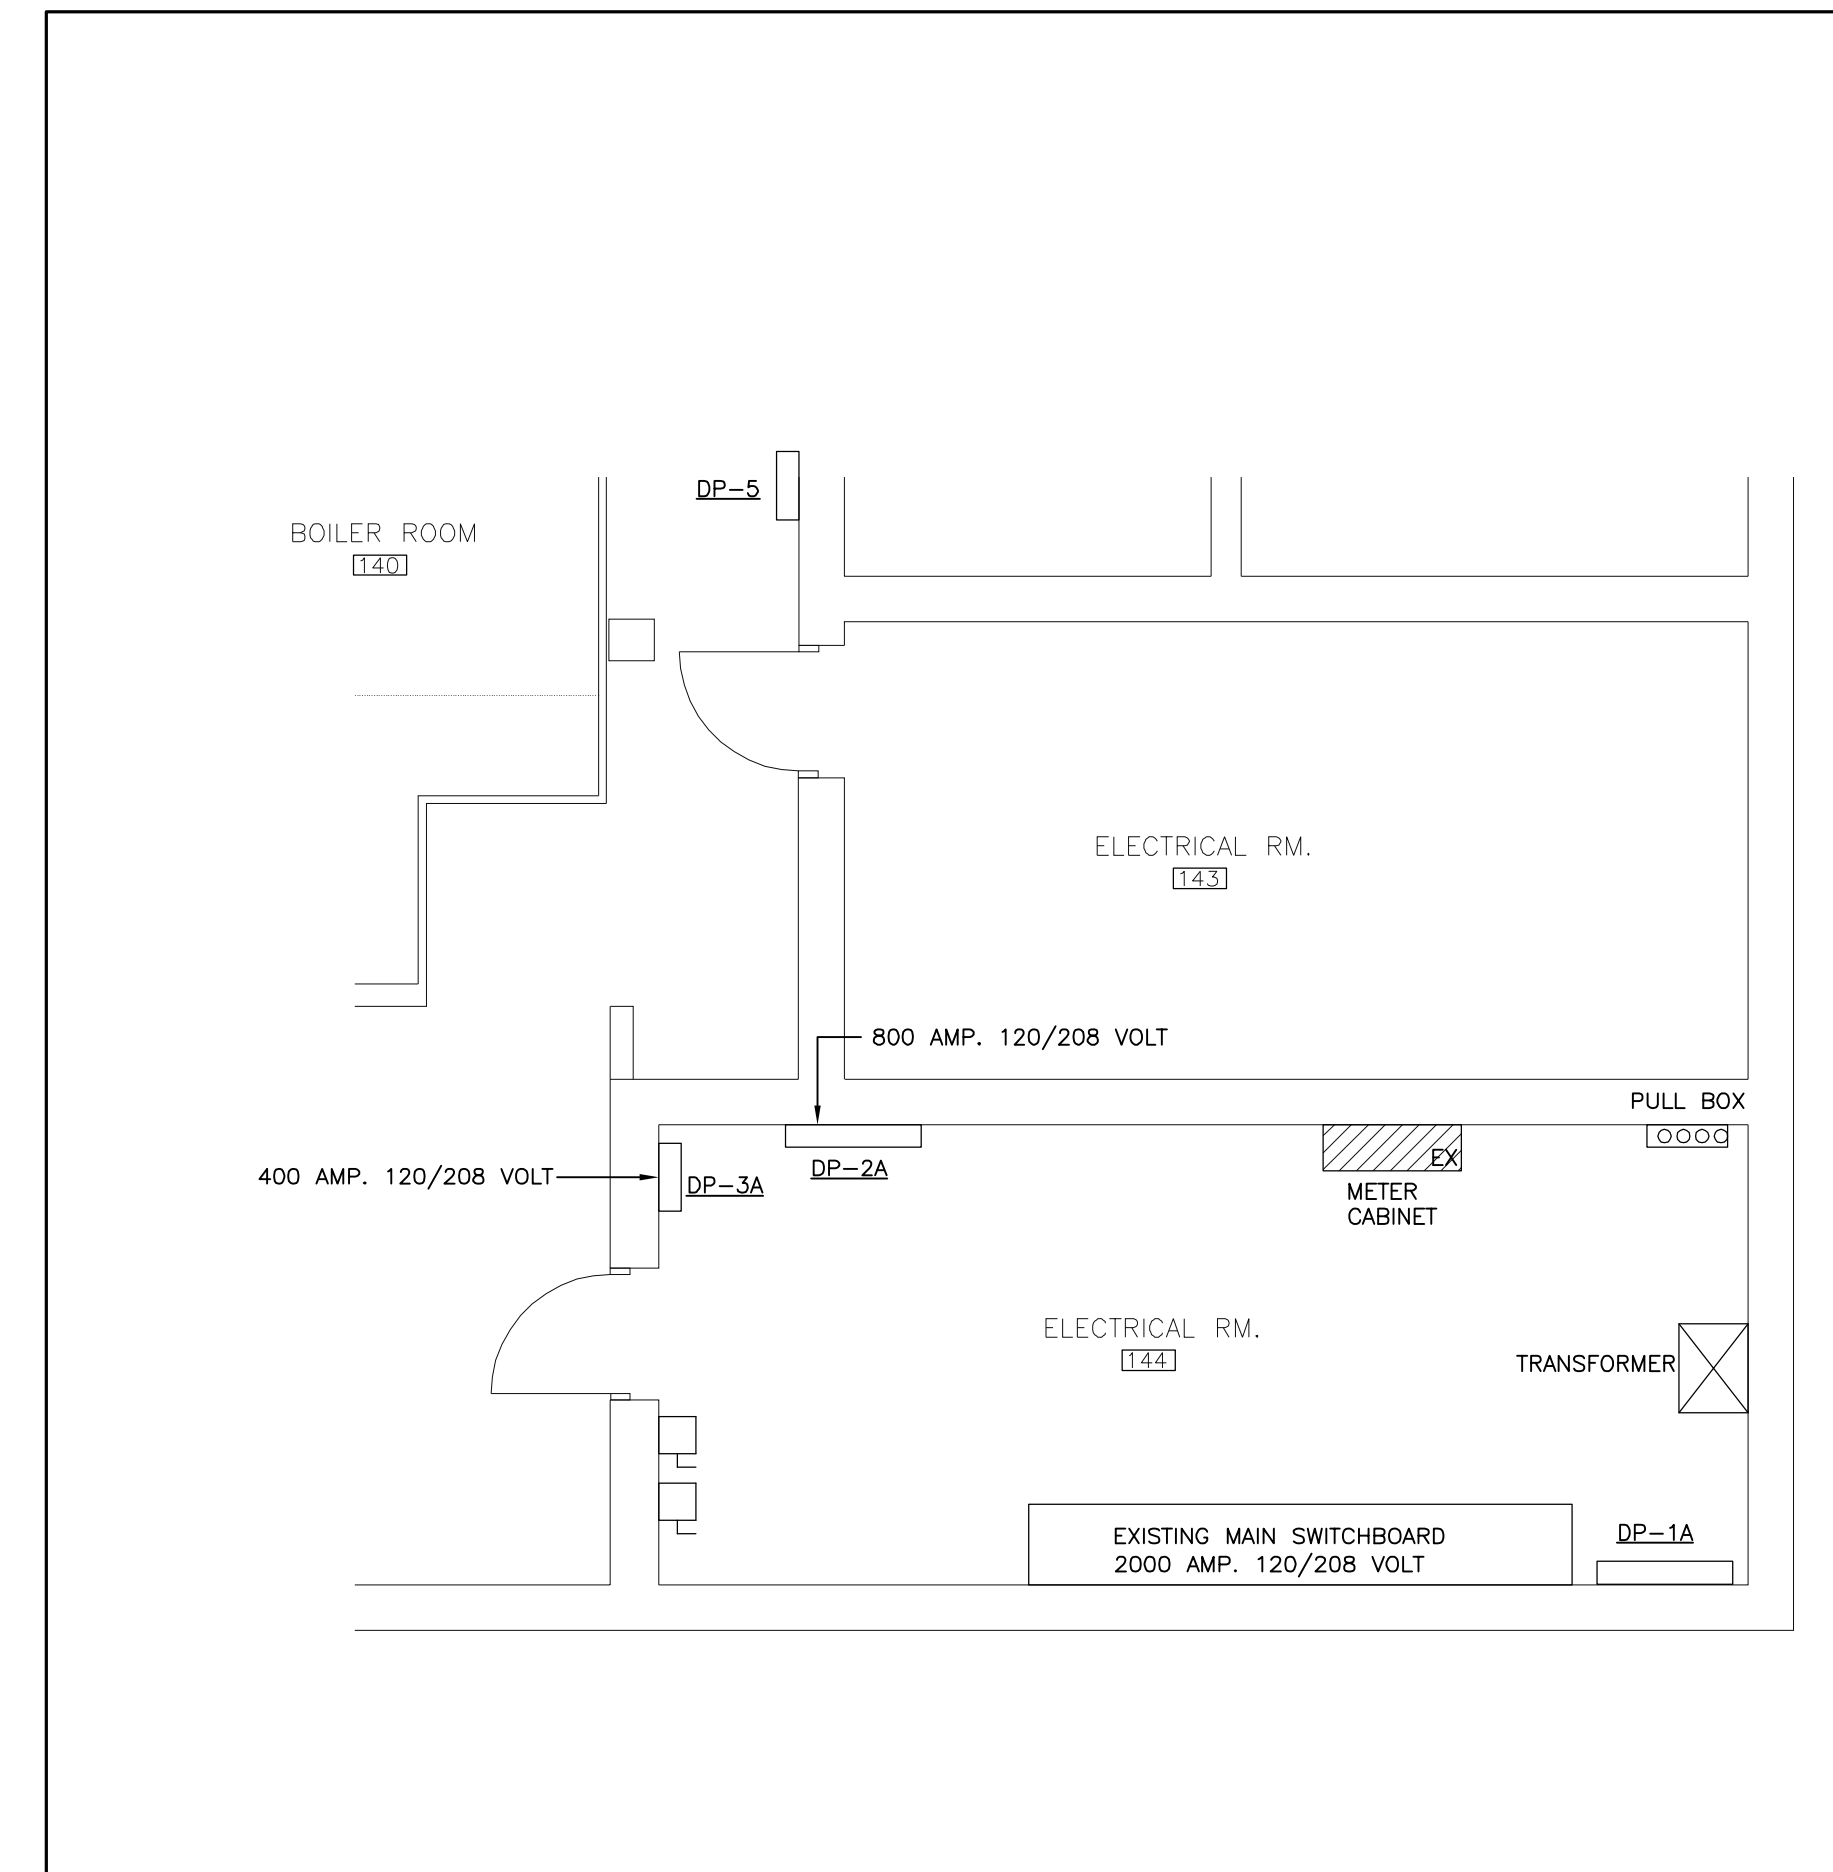 DP-5
BOILER ROOM
140
ELECTRICAL RM.
143
800 AMP. 120/208 VOLT
PULL BOX
400 AMP. 120/208 VOLT
DP-3A
DP-2A
EX
METER
CABINET
ELECTRICAL RM.
144
TRANSFORMER
EXISTING MAIN SWITCHBOARD
2000 AMP. 120/208 VOLT
DP-1A